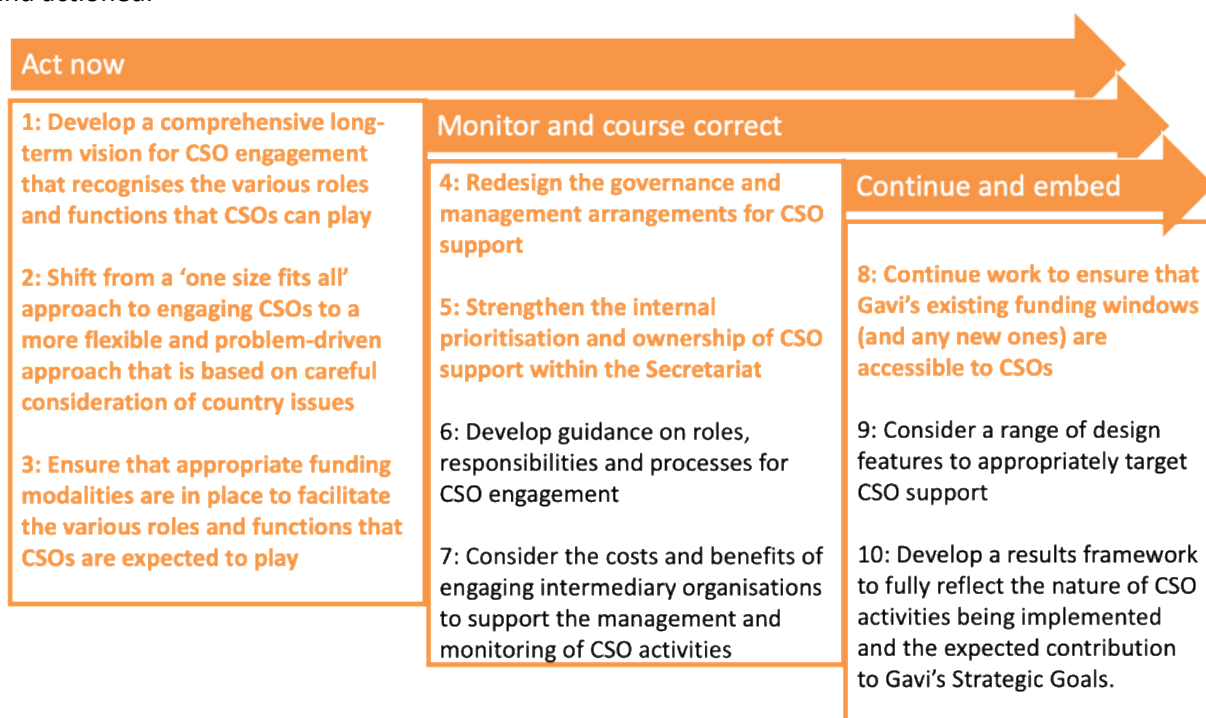 Act now
1: Develop a comprehensive long-
term vision for CSO engagement
that recognises the various roles
and functions that CSOs can play
2: Shift from a ‘one size fits all’
approach to engaging CSOs to a
more flexible and problem-driven
approach that is based on careful
consideration of country issues
3: Ensure that appropriate funding
modalities are in place to facilitate
the various roles and functions that
CSOs are expected to play
Monitor and course correct
4: Redesign the governance and
management arrangements for CSO
support
5: Strengthen the internal
prioritisation and ownership of CSO
support within the Secretariat
6: Develop guidance on roles,
responsibilities and processes for
CSO engagement
7: Consider the costs and benefits of
engaging intermediary organisations
to support the management and
monitoring of CSO activities
Continue and embed
8: Continue work to ensure that
Gavi’s existing funding windows
(and any new ones) are
accessible to CSOs
9: Consider a range of design
features to appropriately target
CSO support
10: Develop a results framework
to fully reflect the nature of CSO
activities being implemented
and the expected contribution
to Gavi’s Strategic Goals.